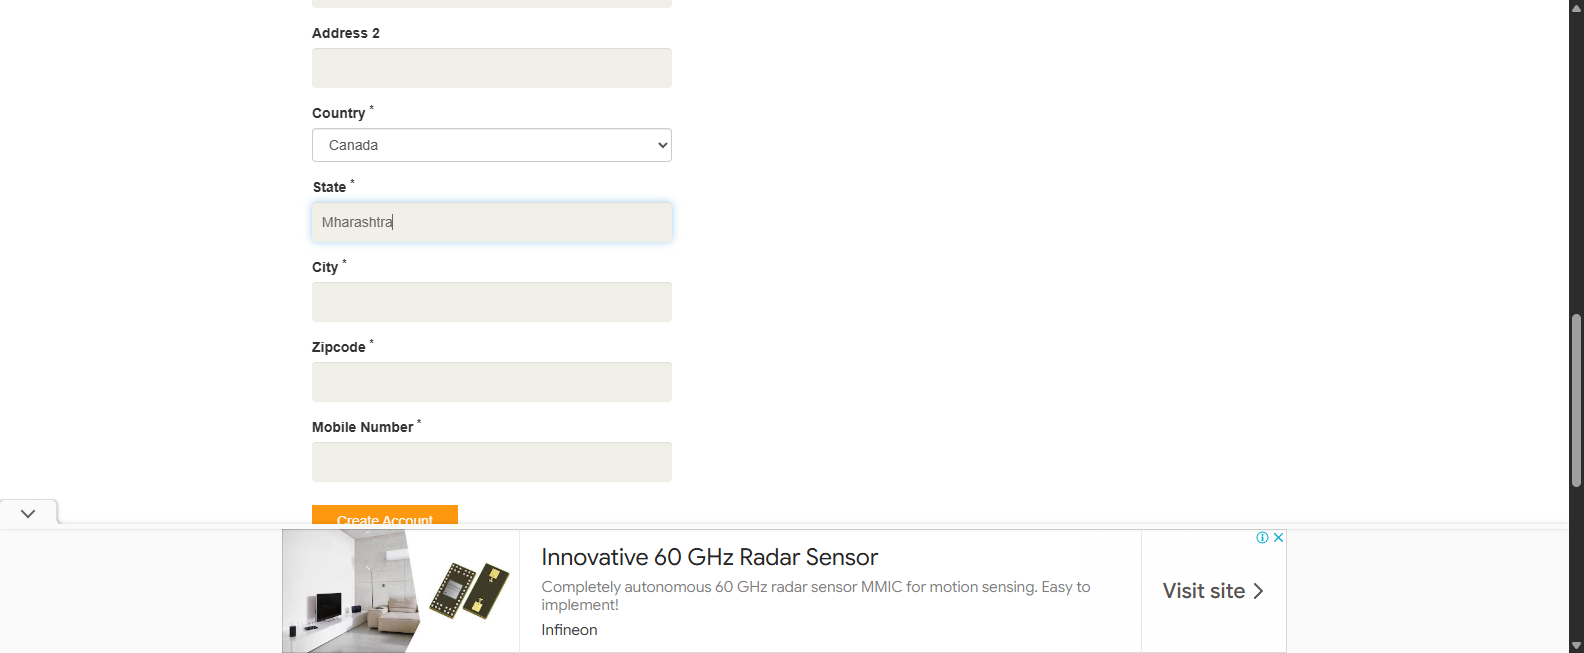 Address 2
Country *
Canada
State *
Mharashtra
City *
Zipcode *
Mobile Number *
Create Account
Innovative 60 GHz Radar Sensor
Completely autonomous 60 GHz radar sensor MMIC for motion sensing. Easy to
implement!
Infineon
Visit site